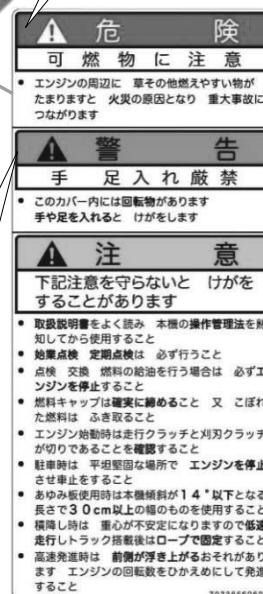 危 険
可燃物に注意
• エンジンの周辺に 草その他燃えやすい物が
たまりますと 火災の原因となり 重大事故に
つながります
警 告
手 足入れ厳禁
• このカバー内には回転物があります
手や足を入れると けがをします
注 意
下記注意を守らないと けがを
することがあります
• 取扱説明書をよく読み 本機の操作管理法を熟
知してから使用すること
• 始業点検 定期点検は 必ず行うこと
• 点検 交換 燃料の給油を行う場合は 必ずエ
ンジンを停止すること
• 燃料キャップは確実に締めること 又 こぼれ
た燃料は ふき取ること
• エンジン始動時は走行クラッチと刈刃クラッチ
が切りであることを確認すること
• 駐車時は 平坦堅固な場所で エンジンを停止
させ車止をすること
• あゆみ板使用時は本機傾斜が14°以下となる
長さで30cm以上の幅のものを使用すること
• 積降し時は 重心が不安定になりますので低速
走行しトラック搭載後はロープで固定すること
• 高速発進時は 前側が浮き上がるおそれがあり
ます エンジンの回転数をひかえめにして発進
すること